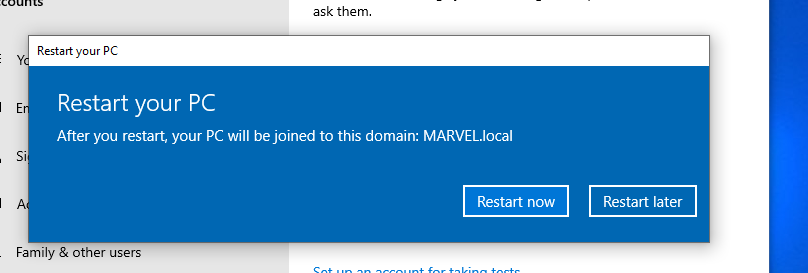 ccounts
ask them.
Restart your PC
Restart your PC
After you restart, your PC will be joined to this domain: MARVEL.local
Restart now
Restart later
Family & other users
Set up an account for taking tests